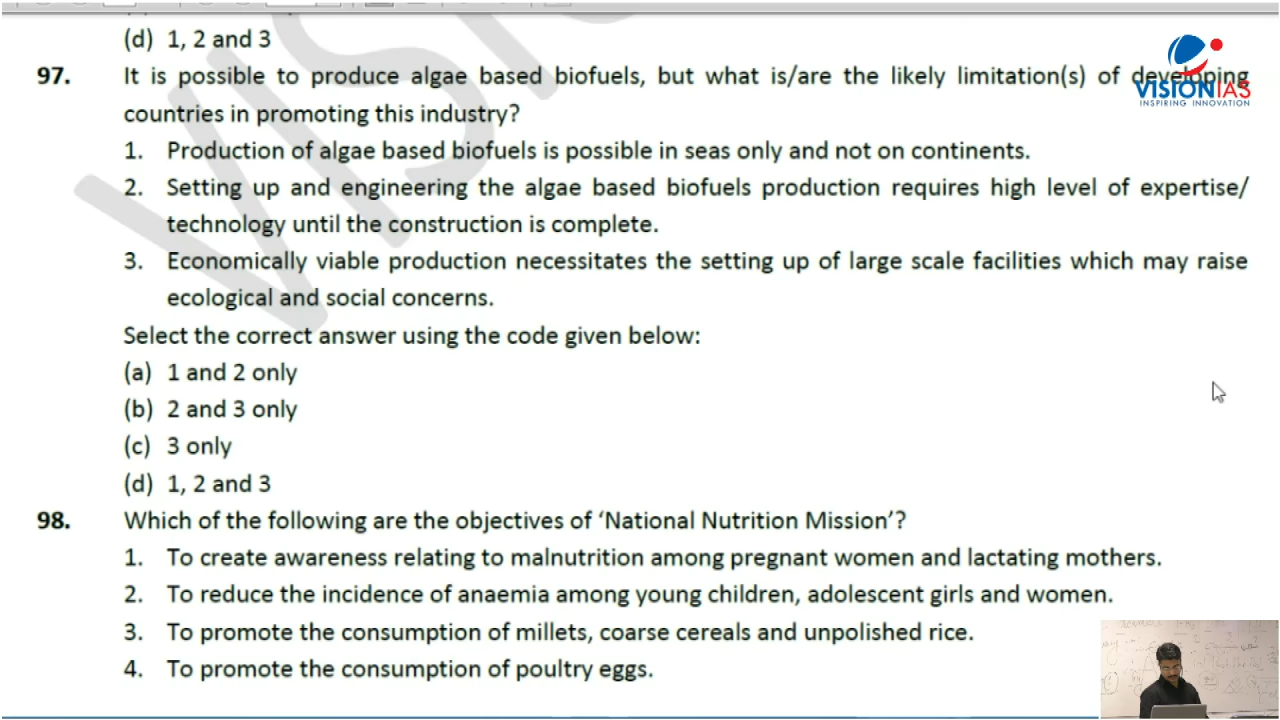 (d) 1, 2 and 3
VISIONIAS
INSPIRING INNOVATION
97. It is possible to produce algae based biofuels, but what is/are the likely limitation(s) of developing
countries in promoting this industry?
1. Production of algae based biofuels is possible in seas only and not on continents.
2. Setting up and engineering the algae based biofuels production requires high level of expertise/
technology until the construction is complete.
3. Economically viable production necessitates the setting up of large scale facilities which may raise
ecological and social concerns.
Select the correct answer using the code given below:
(a) 1 and 2 only
(b) 2 and 3 only
(c) 3 only
(d) 1, 2 and 3
98. Which of the following are the objectives of ‘National Nutrition Mission’?
1. To create awareness relating to malnutrition among pregnant women and lactating mothers.
2. To reduce the incidence of anaemia among young children, adolescent girls and women.
3. To promote the consumption of millets, coarse cereals and unpolished rice.
4. To promote the consumption of poultry eggs.